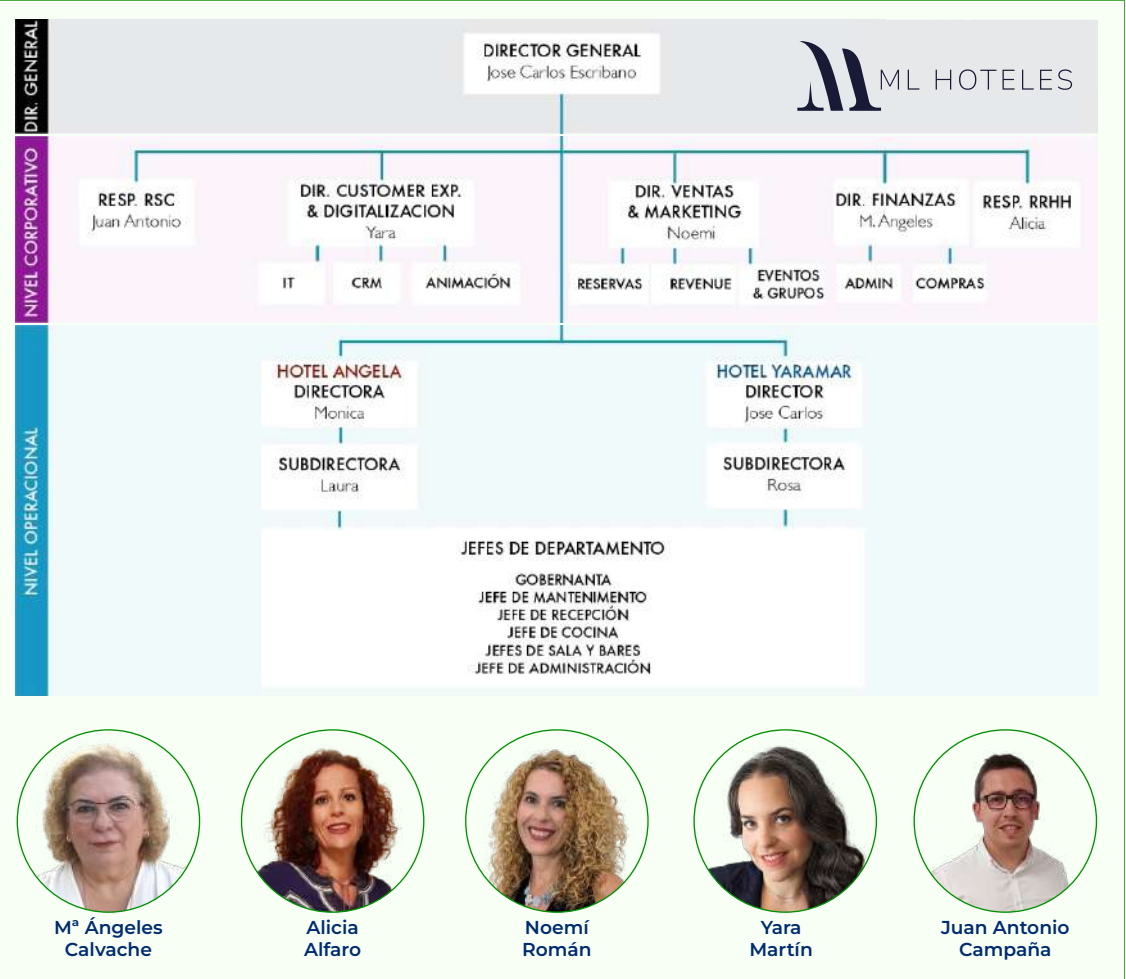 DIR. GENERAL
DIRECTOR GENERAL
Jose Carlos Escribano
ML HOTELES
NIVEL CORPORATIVO
RESP. RSC
Juan Antonio
DIR. CUSTOMER EXP.
& DIGITALIZACION
Yara
DIR. VENTAS
& MARKETING
Noemi
DIR. FINANZAS
M. Angeles
RESP. RRHH
Alicia
IT
CRM
ANIMACIÓN
RESERVAS
REVENUE
EVENTOS
& GRUPOS
ADMIN
COMPRAS
NIVEL OPERACIONAL
HOTEL ANGELA
DIRECTORA
Monica
HOTEL YARAMAR
DIRECTOR
Jose Carlos
SUBDIRECTORA
Laura
SUBDIRECTORA
Rosa
JEFES DE DEPARTAMENTO
GOBERNANTA
JEFE DE MANTENIMENTO
JEFE DE RECEPCIÓN
JEFE DE COCINA
JEFES DE SALA Y BARES
JEFE DE ADMINISTRACIÓN
Mª Ángeles
Calvache
Alicia
Alfaro
Noemí
Román
Yara
Martín
Juan Antonio
Campaña